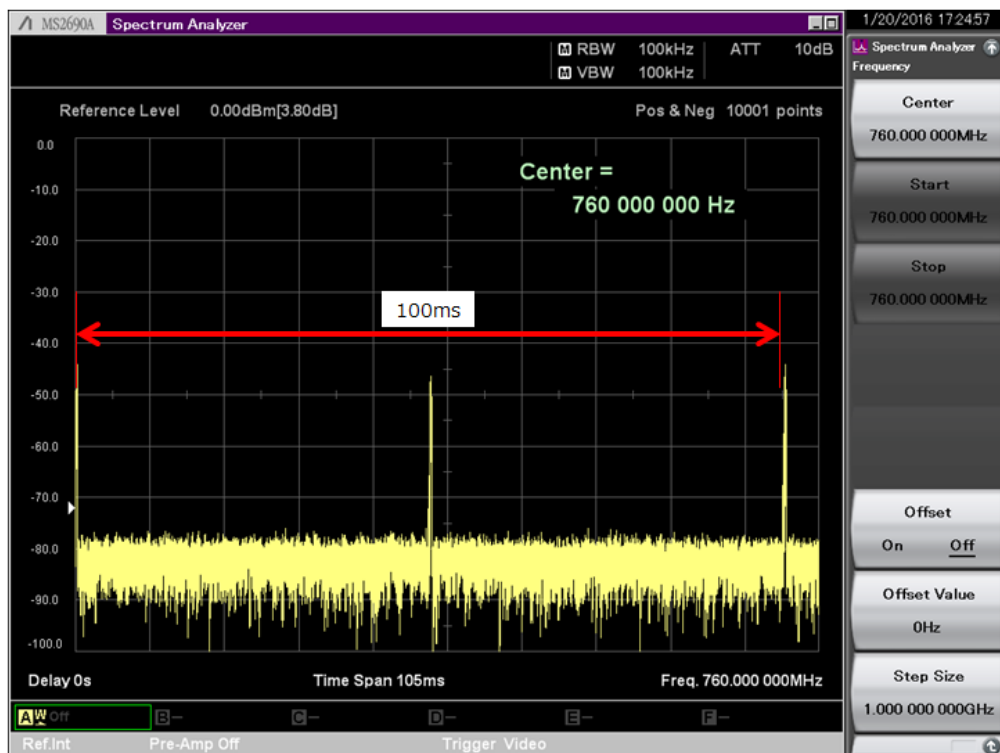 MS2690A Spectrum Analyzer
1/20/2016 17:24:57
M RBW 100kHz ATT 10dB
M VBW 100kHz
Reference Level 0.00dBm[3.80dB] Pos & Neg 10001 points
0.0
-10.0
-20.0
-30.0
-40.0
-50.0
-60.0
-70.0
-80.0
-90.0
-100.0
Center =
760 000 000 Hz
100ms
Delay 0s Time Span 105ms Freq. 760.000 000MHz
A W Off B- C- D- E- F-
Ref.Int Pre-Amp Off Trigger Video
Spectrum Analyzer
Frequency
Center
760.000 000MHz
Start
760.000 000MHz
Stop
760.000 000MHz
Offset
On Off
Offset Value
0Hz
Step Size
1.000 000 000GHz